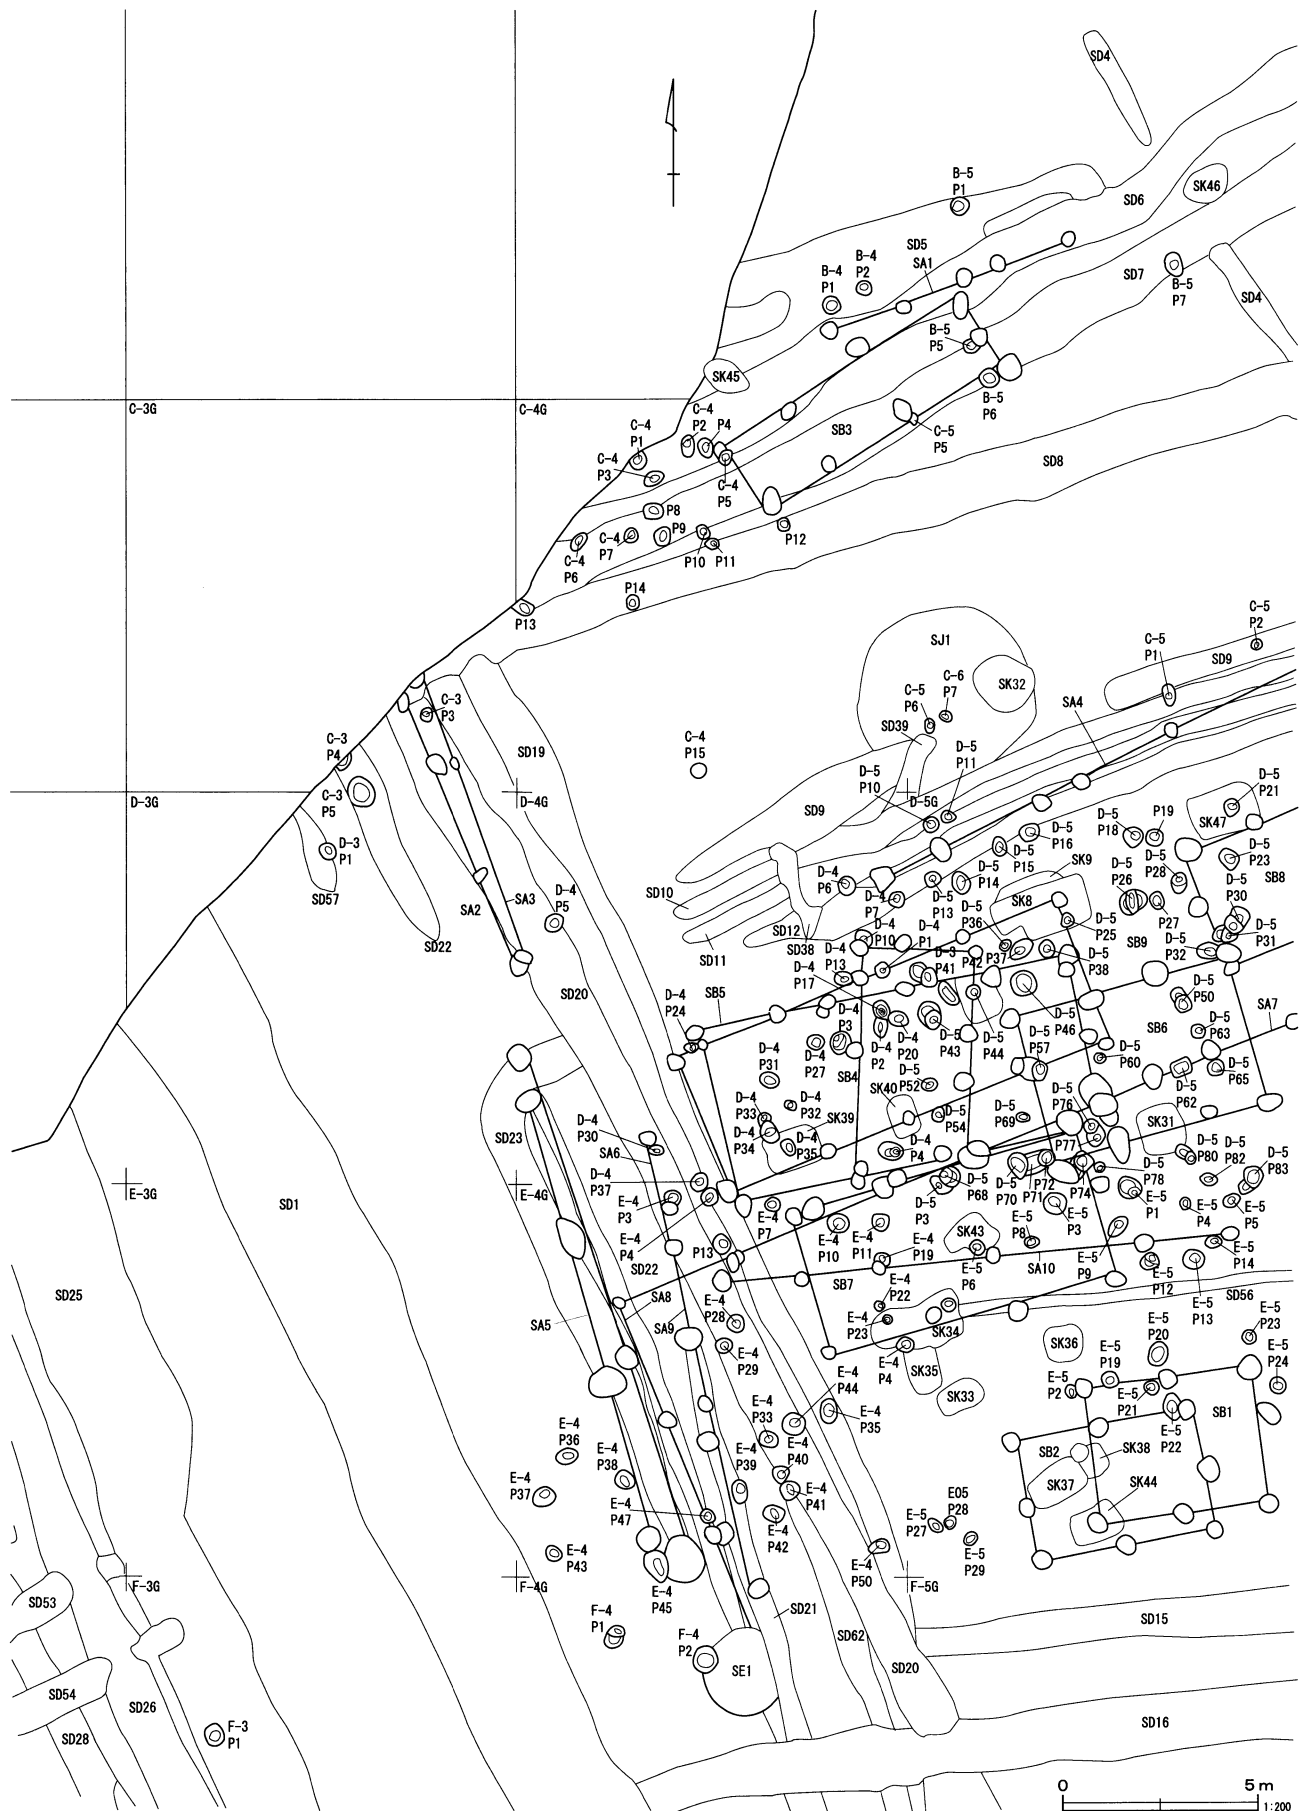 SD4
B-5
P1
SK46
SD6
SD5
SA1
B-4
P2
B-4
P1
SD7
B-5
P7
SD4
B-5
P5
SK45
B-5
P6
C-3G
C-4G
C-4
P2
P4
C-4
P1
SB3
C-5
P5
C-4
P3
C-4
P5
SD8
P8
P9
P12
C-4
P7
P10
P11
C-4
P6
P14
P13
C-5
P2
SJ1
C-5
P1
SD9
C-6
P7
SK32
C-5
P6
SA4
C-3
P3
SD39
C-4
P15
C-3
P4
SD19
D-5
P11
D-5
P10
D-5
P21
D-3G
D-4G
D-5G
C-3
P5
SD9
SK47
D-3
P1
D-5
P16
D-5
P18
P19
D-5
P15
D-5
P23
D-4
P6
D-5
P14
SK9
D-5
P28
SB8
SD57
SA2
SA3
D-4
P5
SD10
D-4
P7
D-5
P13
SK8
D-5
P26
D-5
P30
P27
D-5
P36
SD12
D-5
P25
D-5
P31
SD22
SD11
SD38
D-4
P10
D-4
P1
SB9
D-5
P32
P37
D-4
P13
D-3
P41
P42
D-5
P38
SD20
D-4
P17
D-5
P50
SA7
D-4
P24
SB5
D-4
P3
D-5
P46
SB6
D-5
P63
D-4
P27
D-4
P2
D-4
P20
D-5
P43
D-5
P44
D-5
P57
D-5
P60
D-4
P31
SB4
D-5
P52
D-5
P62
D-5
P65
SK40
D-4
P33
D-4
P32
SK39
D-5
P54
D-5
P69
D-5
P76
SK31
SD23
D-4
P30
SA6
D-4
P34
D-4
P35
D-4
P4
P77
D-5
P80
D-5
P82
D-5
P83
E-3G
E-4G
D-4
P37
D-5
P68
D-5
P70
P71
P72
P74
D-5
P78
SD1
E-4
P3
E-4
P7
D-5
P3
E-5
P1
E-5
P4
E-5
P5
E-5
P3
E-4
P4
P13
E-4
P10
E-4
P11
SK43
E-5
P8
E-4
P19
SD22
SB7
E-5
P6
SA10
E-5
P9
E-5
P14
E-5
P12
SD25
SA5
SA8
SA9
E-4
P28
E-4
P22
E-4
P23
SK34
E-5
P13
SD56
E-5
P23
E-4
P29
E-4
P4
SK35
SK36
E-5
P20
E-5
P24
E-5
P19
SK33
E-5
P2
E-5
P21
E-4
P44
E-4
P35
SB1
E-4
P33
E-5
P22
E-4
P36
E-4
P38
E-4
P39
E-4
P40
SB2
SK38
SK37
SK44
E-4
P37
E-4
P41
E-4
P47
E-4
P42
E05
P28
E-5
P27
E-5
P29
E-4
P43
E-4
P50
F-3G
F-4G
F-5G
E-4
P45
SD53
SD21
SD15
F-4
P1
F-4
P2
SD62
SE1
SD20
SD54
SD26
SD28
F-3
P1
SD16
0 5m
1:200